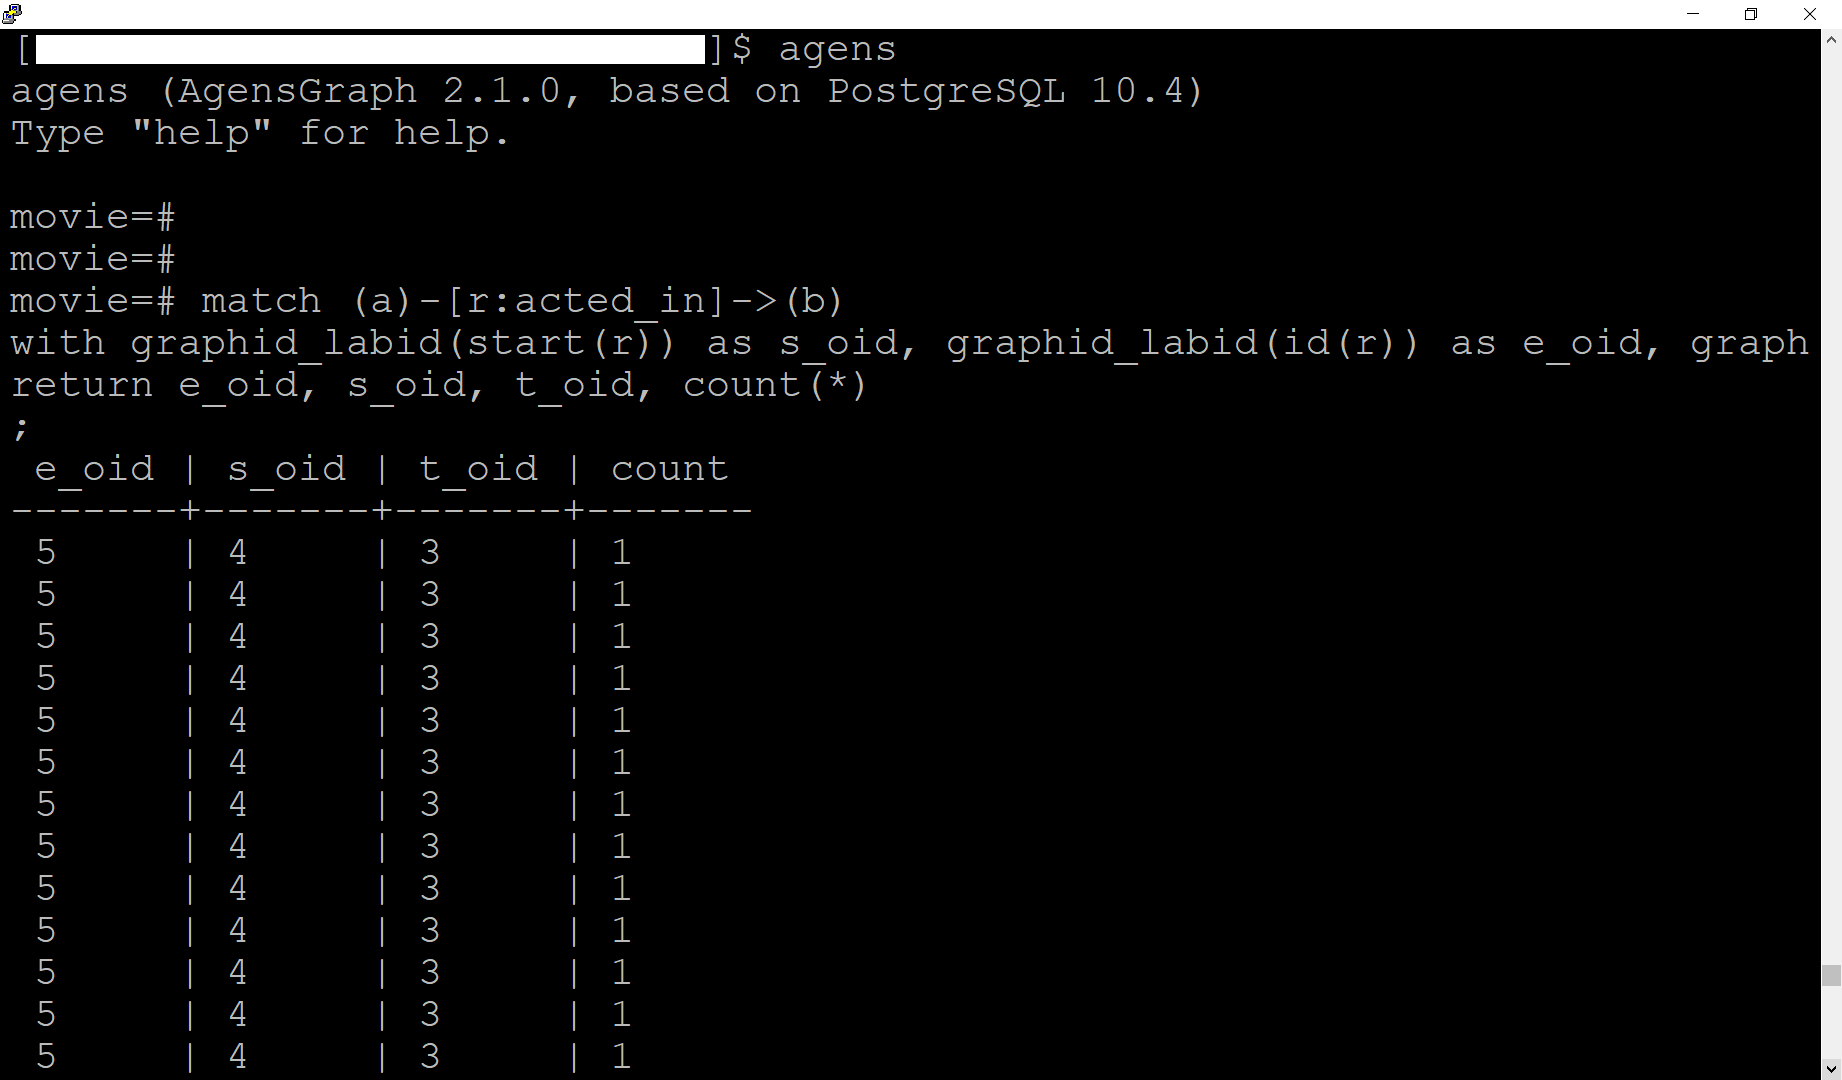 []$ agens
agens (AgensGraph 2.1.0, based on PostgreSQL 10.4)
Type "help" for help.
movie=#
movie=#
movie=# match (a)-[r:acted_in]->(b)
with graphid_labid(start(r)) as s_oid, graphid_labid(id(r)) as e_oid, graph
return e_oid, s_oid, t_oid, count(*)
;
e_oid | s_oid | t_oid | count
-------+-------+-------+-------
5 | 4 | 3 | 1
5 | 4 | 3 | 1
5 | 4 | 3 | 1
5 | 4 | 3 | 1
5 | 4 | 3 | 1
5 | 4 | 3 | 1
5 | 4 | 3 | 1
5 | 4 | 3 | 1
5 | 4 | 3 | 1
5 | 4 | 3 | 1
5 | 4 | 3 | 1
5 | 4 | 3 | 1
5 | 4 | 3 | 1